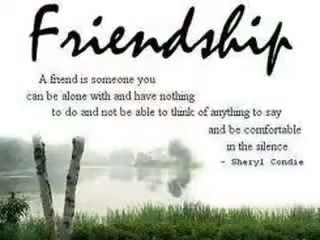 Friendship
A friend is someone you
can be alone with and have nothing
to do and not be able to think of anything to say
and be comfortable
in the silence
- Sheryl Condie